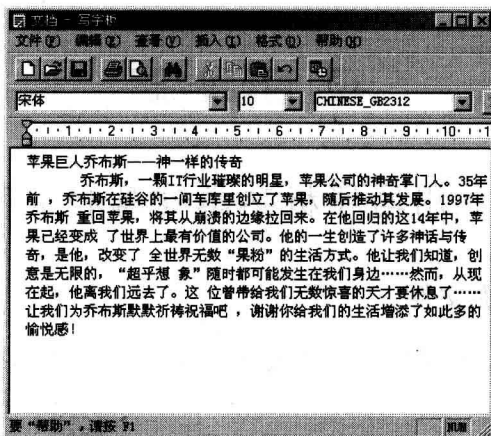 文档 - 写字板
文件(F) 编辑(E) 查看(V) 插入(I) 格式(O) 帮助(H)
宋体 10 CHINESE_GB2312
1 2 3 4 5 6 7 8 9 10 1
苹果巨人乔布斯——神一样的传奇
乔布斯，一颗IT行业璀璨的明星，苹果公司的神奇掌门人。35年
前 ，乔布斯在硅谷的一间车库里创立了苹果，随后推动其发展。1997年
乔布斯 重回苹果，将其从崩溃的边缘拉回来。在他回归的这14年中，苹
果已经变成 了世界上最有价值的公司。他的一生创造了许多神话与传
奇，是他，改变了 全世界无数“果粉”的生活方式。他让我们知道，创
意是无限的，“超乎想 象”随时都可能发生在我们身边……然而，从现
在起，他离我们远去了。这 位曾带给我们无数惊喜的天才要休息了……
让我们为乔布斯默默祈祷祝福吧 ，谢谢你给我们的生活增添了如此多的
愉悦感！
要“帮助”，请按 F1 NUM